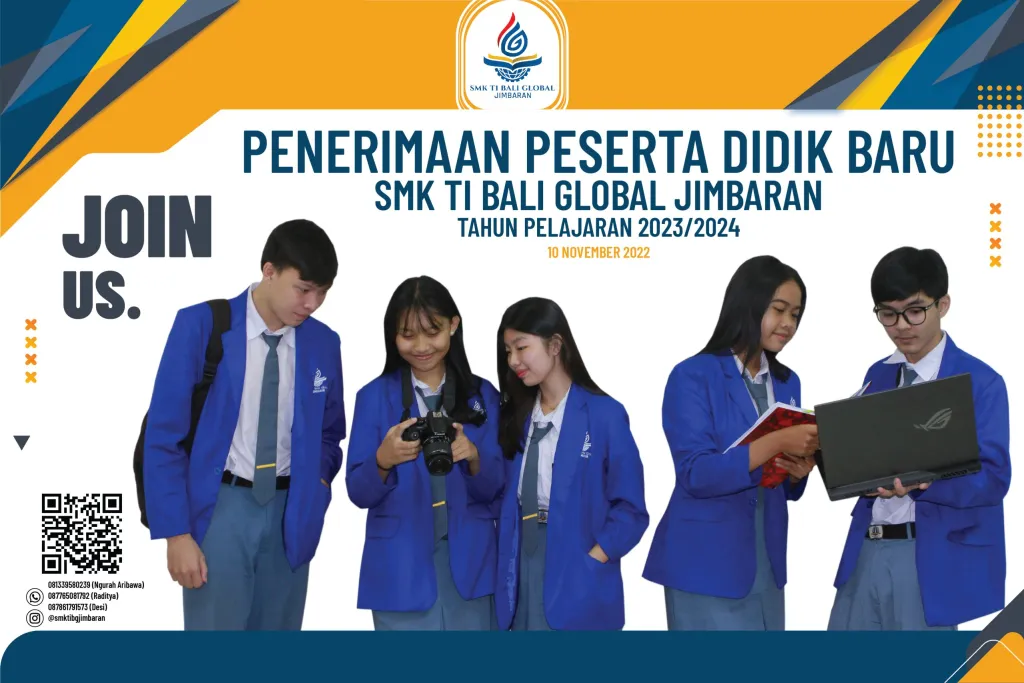 SMK TI BALI GLOBAL
JIMBARAN
PENERIMAAN PESERTA DIDIK BARU
SMK TI BALI GLOBAL JIMBARAN
TAHUN PELAJARAN 2023/2024
10 NOVEMBER 2022
JOIN
US.
081339580239 (Ngurah Aribawa)
087765081792 (Raditya)
087861791573 (Desi)
@smktibgjimbaran